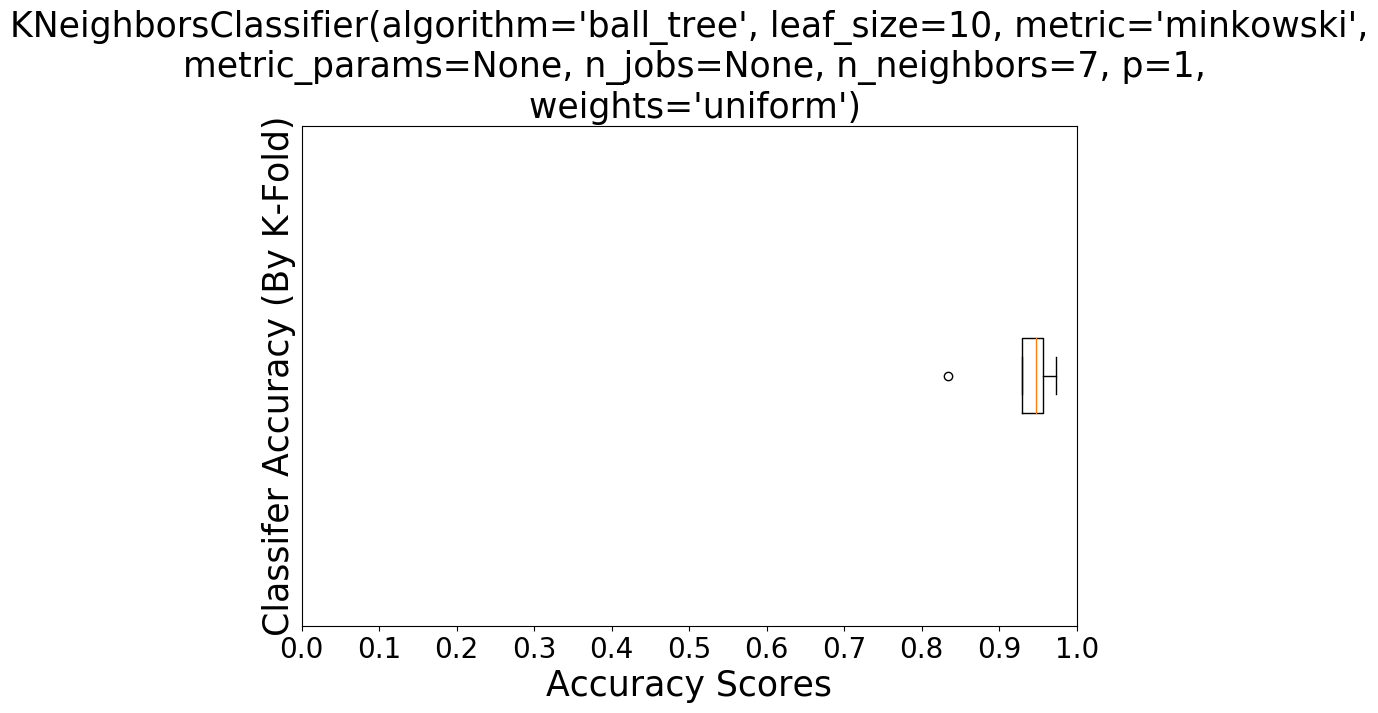 KNeighborsClassifier(algorithm='ball_tree', leaf_size=10, metric='minkowski',
metric_params=None, n_jobs=None, n_neighbors=7, p=1,
weights='uniform')
Classifer Accuracy (By K-Fold)
0.0 0.1 0.2 0.3 0.4 0.5 0.6 0.7 0.8 0.9 1.0
Accuracy Scores